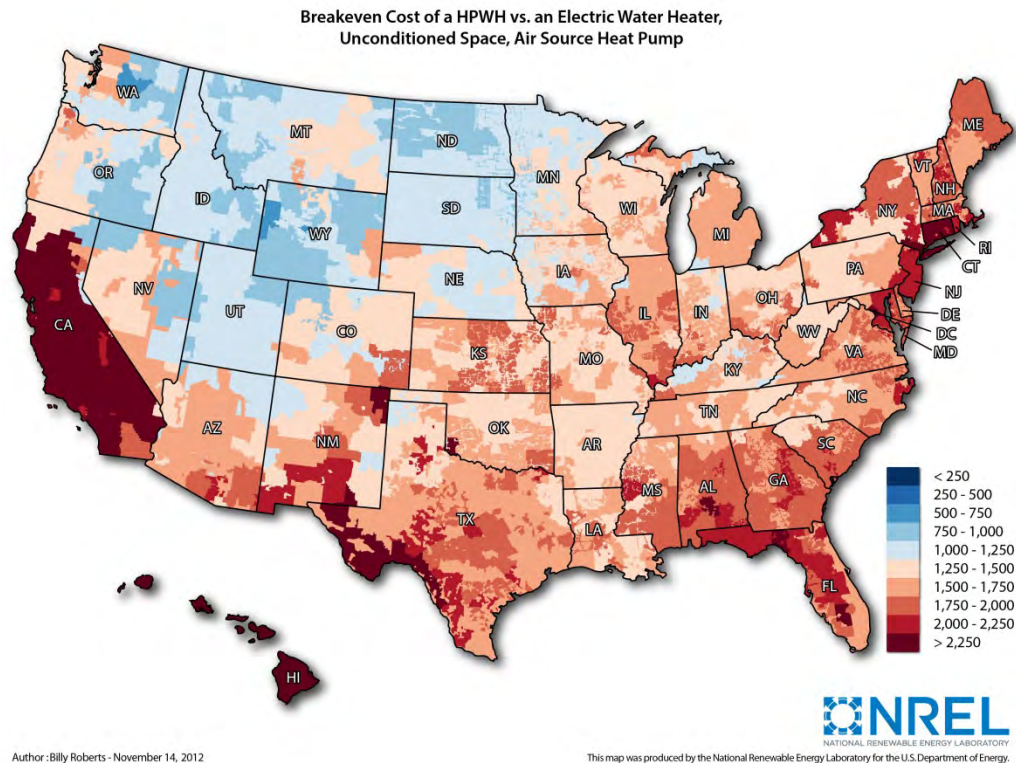 Breakeven Cost of a HPWH vs. an Electric Water Heater,
Unconditioned Space, Air Source Heat Pump
WA
MT
ND
MN
ME
VT
NH
OR
ID
SD
WI
NY
MA
WY
MI
RI
CT
NE
IA
PA
NJ
NV
UT
CO
IL
IN
OH
DE
DC
MD
CA
KS
MO
WV
KY
VA
AZ
NM
OK
AR
TN
NC
SC
TX
LA
MS
AL
GA
FL
HI
< 250
250 - 500
500 - 750
750 - 1,000
1,000 - 1,250
1,250 - 1,500
1,500 - 1,750
1,750 - 2,000
2,000 - 2,250
> 2,250
NREL
NATIONAL RENEWABLE ENERGY LABORATORY
Author : Billy Roberts - November 14, 2012
This map was produced by the National Renewable Energy Laboratory for the U.S. Department of Energy.